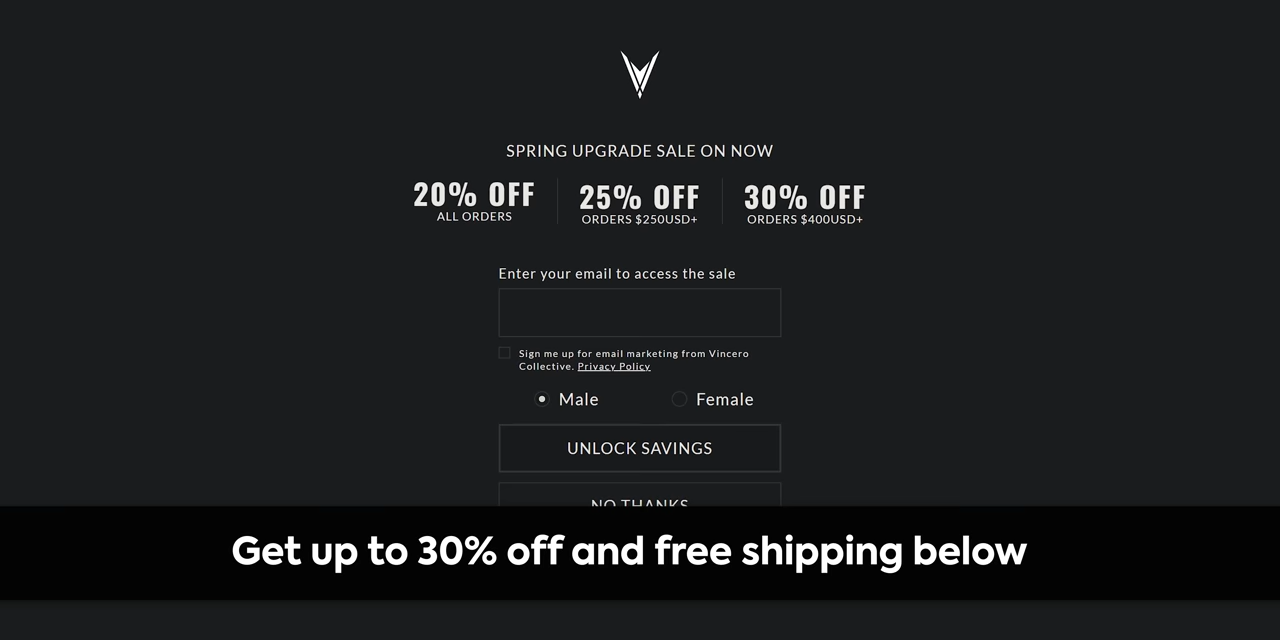 SPRING UPGRADE SALE ON NOW
20% OFF
ALL ORDERS
25% OFF
ORDERS $250USD+
30% OFF
ORDERS $400USD+
Enter your email to access the sale
Sign me up for email marketing from Vincero
Collective. Privacy Policy
Male
Female
UNLOCK SAVINGS
NO THANKS
Get up to 30% off and free shipping below